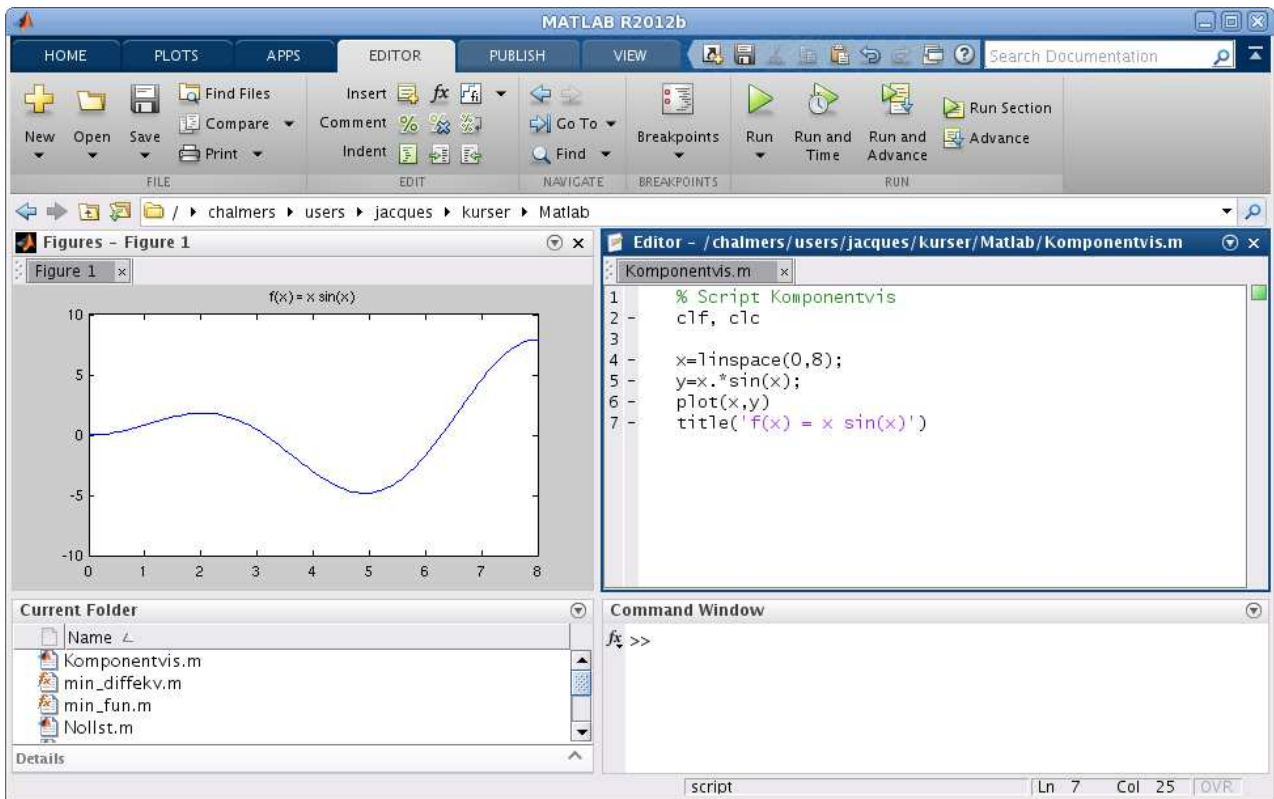 MATLAB R2012b
HOME PLOTS APPS EDITOR PUBLISH VIEW Search Documentation
New Open Save Find Files Compare Print
FILE
Insert fx fi
Comment %
Indent
EDIT
Go To
Find
NAVIGATE
Breakpoints
BREAKPOINTS
Run Run and Time Run and Advance Run Section Advance
RUN
/ chalmers users jacques kurser Matlab
Figures - Figure 1
Figure 1
f(x) = x sin(x)
10
5
0
-5
-10
0 1 2 3 4 5 6 7 8
Editor - /chalmers/users/jacques/kurser/Matlab/Komponentvis.m
Komponentvis.m
1 % Script Komponentvis
2 - clf, clc
3
4 - x=linspace(0,8);
5 - y=x.*sin(x);
6 - plot(x,y)
7 - title('f(x) = x sin(x)')
Current Folder
Name
Komponentvis.m
min_diffekv.m
min_fun.m
Nollst.m
Details
Command Window
fx >>
script Ln 7 Col 25 OVR